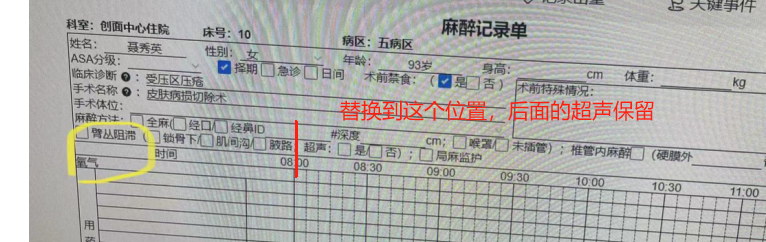 记录出室 关键事件
麻醉记录单
科室：创面中心住院 床号：10 病区：五病区
姓名： 聂秀英 性别： 女 年龄： 93岁 身高： cm 体重： kg
ASA分级： 择期 急诊 日间 术前禁食：（ 是 否） 术前特殊情况：
临床诊断 ： 受压区压疮
手术名称 ： 皮肤病损切除术
手术体位：
替换到这个位置，后面的超声保留
麻醉方法： 全麻( 经口/ 经鼻ID #深度 cm； 喉罩/ 未插管）；椎管内麻醉 （硬膜外
臂丛阻滞（ 锁骨下/ 肌间沟/ 腋路 超声： 是/ 否）； 局麻监护
时间 08:00 08:30 09:00 09:30 10:00 10:30 11:00
氧气
用
药